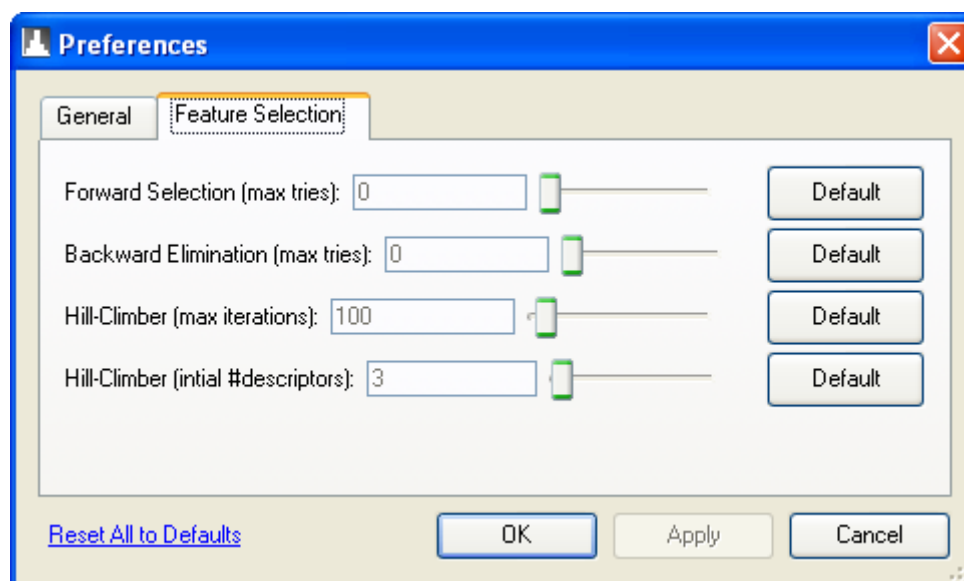 Preferences
General Feature Selection
Forward Selection (max tries): 0 Default
Backward Elimination (max tries): 0 Default
Hill-Climber (max iterations): 100 Default
Hill-Climber (intial #descriptors): 3 Default
Reset All to Defaults OK Apply Cancel